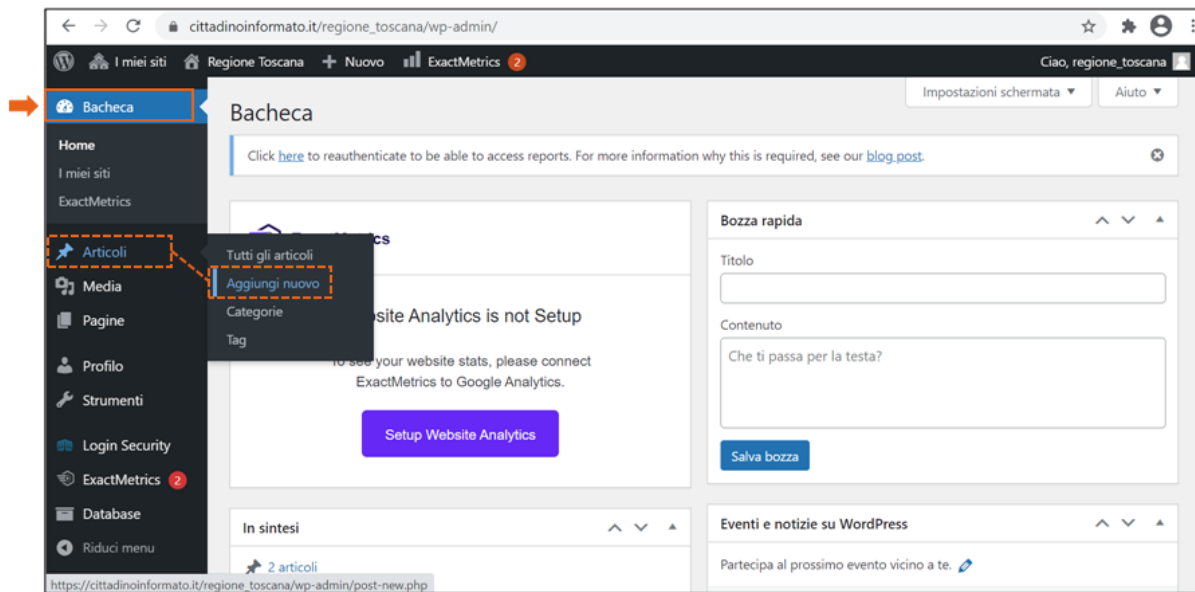 cittadinoinformato.it/regione_toscana/wp-admin/
I miei siti Regione Toscana Nuovo ExactMetrics 2 Ciao, regione_toscana
Impostazioni schermata Aiuto
Bacheca
Bacheca
Click here to reauthenticate to be able to access reports. For more information why this is required, see our blog post.
Home
I miei siti
ExactMetrics
Articoli
Media
Pagine
Profilo
Strumenti
Login Security
ExactMetrics 2
Database
Riduci menu
Tutti gli articoli
Aggiungi nuovo
Categorie
Tag
cs
site Analytics is not Setup
To see your website stats, please connect
ExactMetrics to Google Analytics.
Setup Website Analytics
In sintesi
2 articoli
Bozza rapida
Titolo
Contenuto
Che ti passa per la testa?
Salva bozza
Eventi e notizie su WordPress
Partecipa al prossimo evento vicino a te.
https://cittadinoinformato.it/regione_toscana/wp-admin/post-new.php